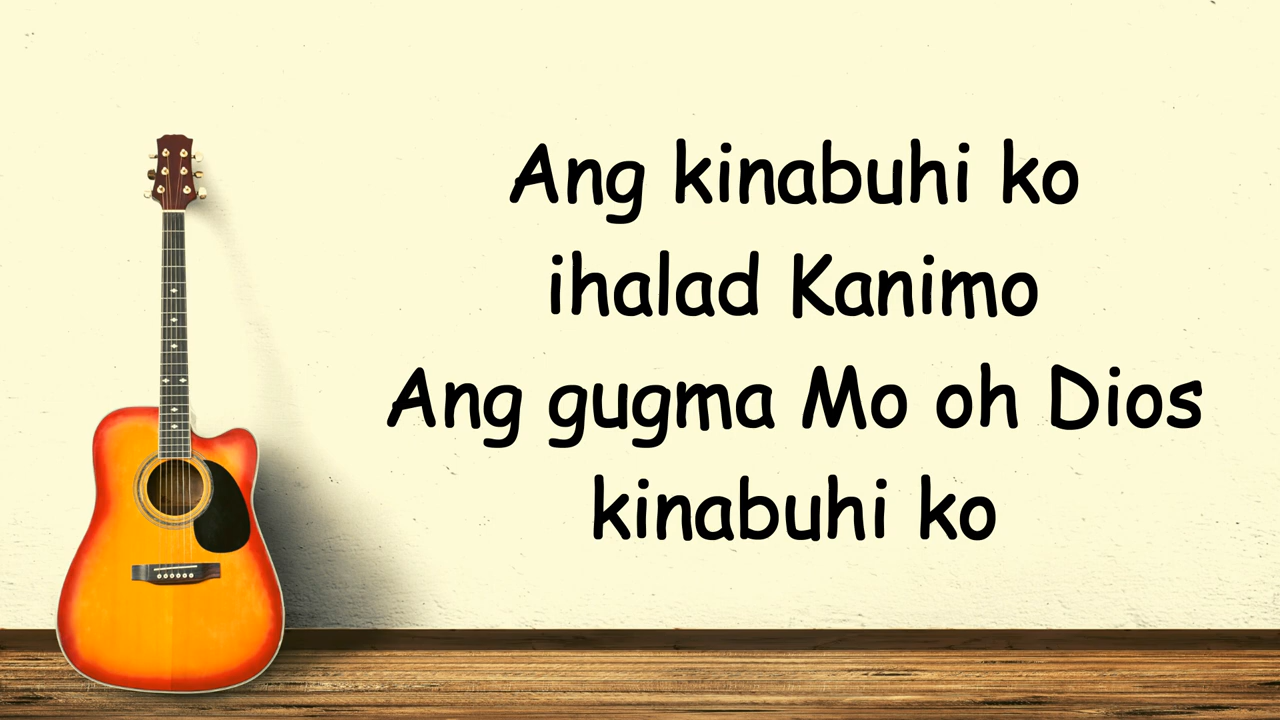 Ang kinabuhi ko
ihalad Kanimo
Ang gugma Mo oh Dios
kinabuhi ko